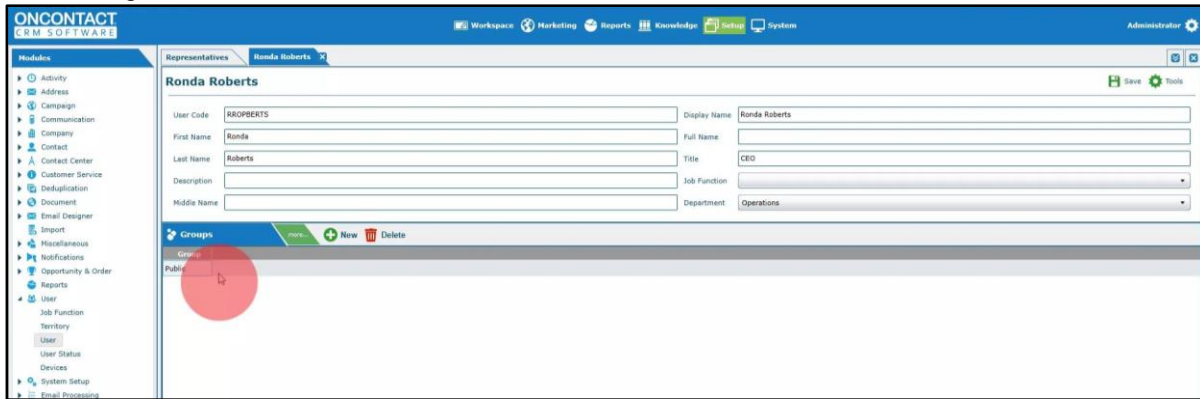 ONCONTACT
CRM SOFTWARE
Workspace Marketing Reports Knowledge Setup System
Administrator
Modules
Activity
Address
Campaign
Communication
Company
Contact
Contact Center
Customer Service
Deduplication
Document
Email Designer
Import
Miscellaneous
Notifications
Opportunity & Order
Reports
User
Job Function
Territory
User
User Status
Devices
System Setup
Email Processing
Representatives Ronda Roberts X
Ronda Roberts
Save Tools
User Code RROPBERTS Display Name Ronda Roberts
First Name Ronda Full Name
Last Name Roberts Title CEO
Description Job Function
Middle Name Department Operations
Groups more... New Delete
Group
Public